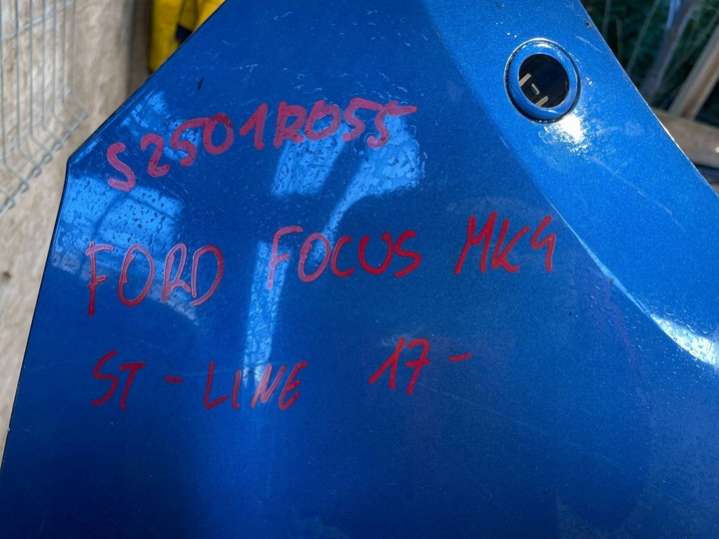 S2501R055
FORD FOCUS MK4
ST-LINE 17-